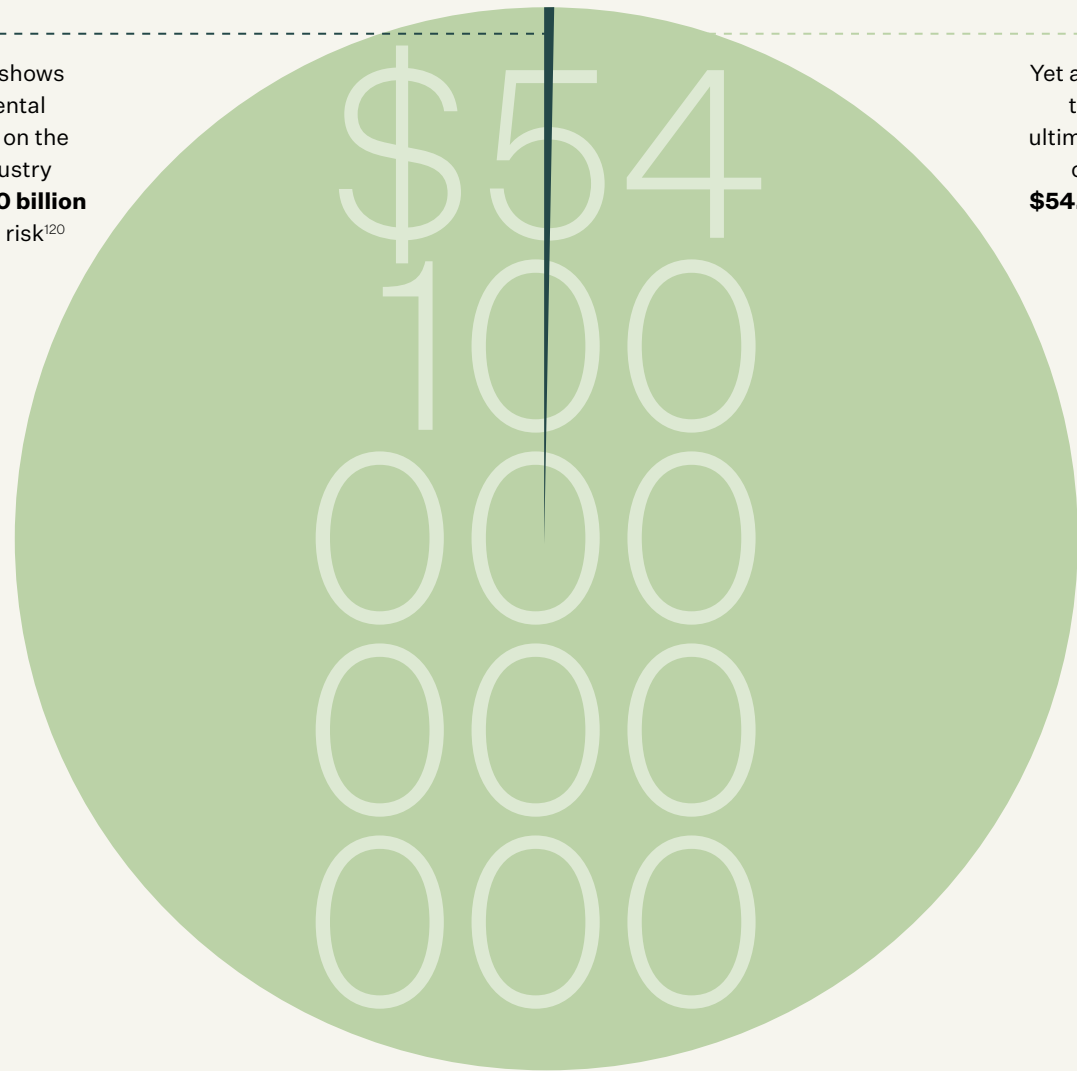 shows
ental
on the
ustry
0 billion
risk120
$54
100
000
000
000
Yet a
t
ultim
c
$54.